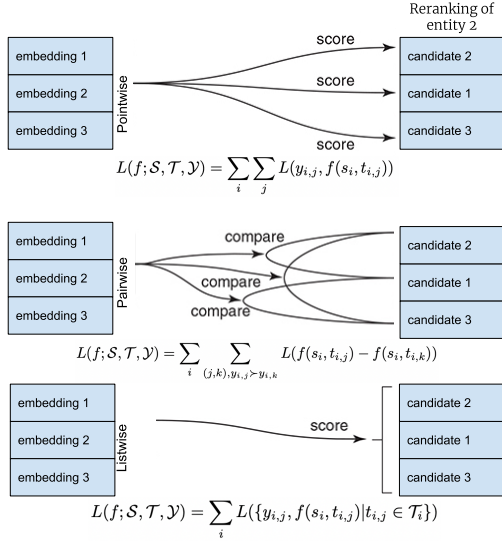 Reranking of
entity 2
embedding 1
embedding 2
embedding 3
Pointwise
score
score
score
candidate 2
candidate 1
candidate 3
L(f; 𝒮, 𝒯, 𝒴) = ∑_i ∑_j L(y_{i,j}, f(s_i, t_{i,j}))
embedding 1
embedding 2
embedding 3
Pairwise
compare
compare
compare
candidate 2
candidate 1
candidate 3
L(f; 𝒮, 𝒯, 𝒴) = ∑_i ∑_{(j,k), y_{i,j} ≻ y_{i,k}} L(f(s_i, t_{i,j}) − f(s_i, t_{i,k}))
embedding 1
embedding 2
embedding 3
Listwise
score
candidate 2
candidate 1
candidate 3
L(f; 𝒮, 𝒯, 𝒴) = ∑_i L({y_{i,j}, f(s_i, t_{i,j}) | t_{i,j} ∈ 𝒯_i})